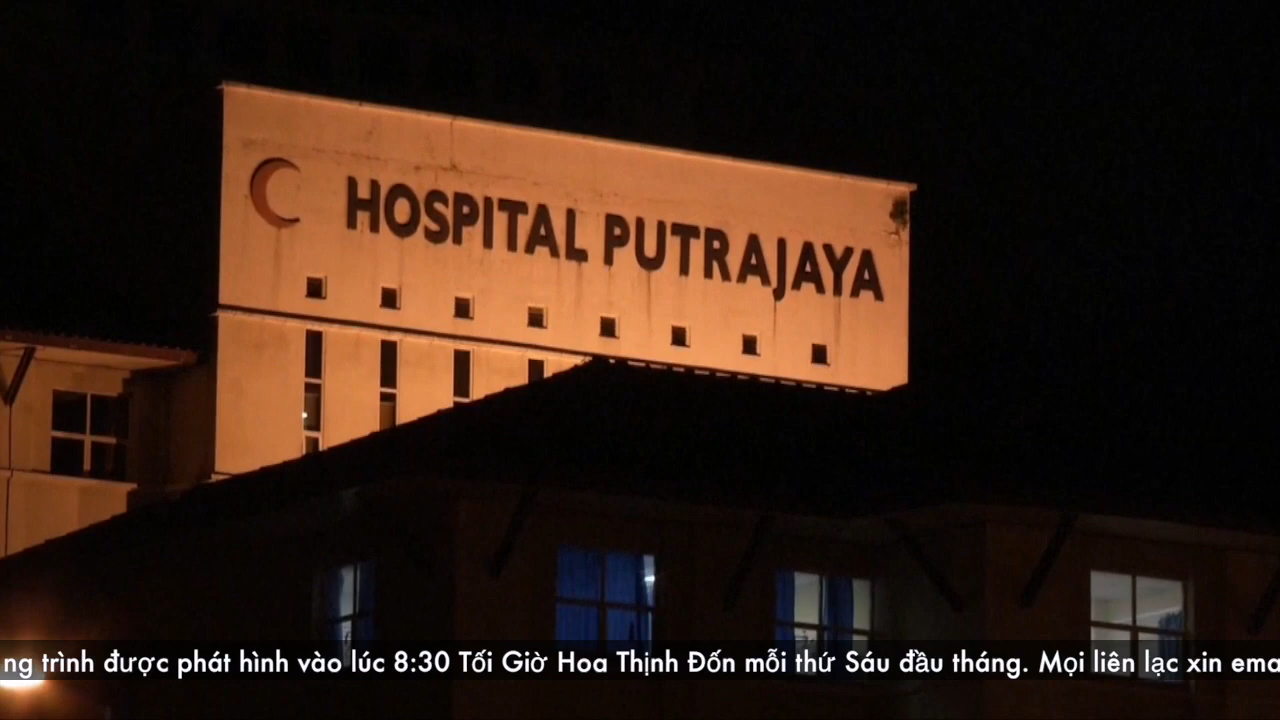 HOSPITAL PUTRAJAYA
ng trình được phát hình vào lúc 8:30 Tối Giờ Hoa Thịnh Đốn mỗi thứ Sáu đầu tháng. Mọi liên lạc xin ema